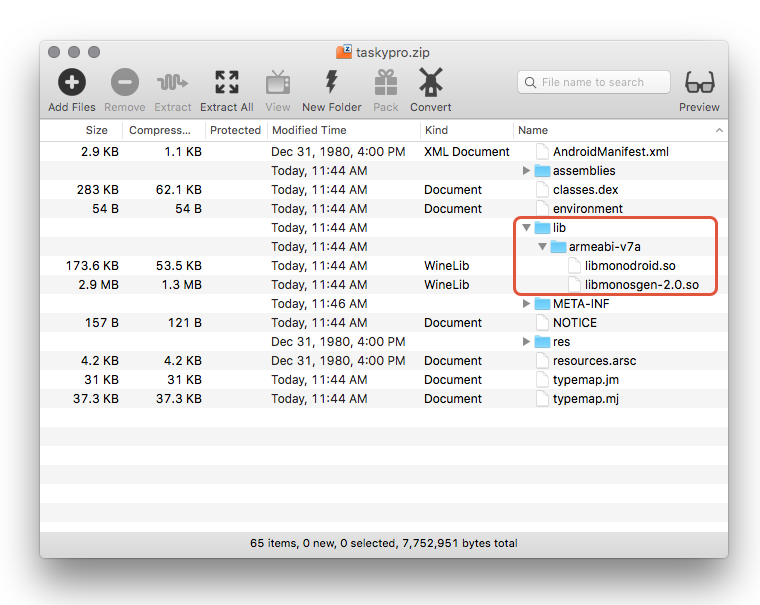 taskypro.zip
Add Files Remove Extract Extract All View New Folder Pack Convert File name to search Preview
Size Compress... Protected Modified Time Kind Name
2.9 KB 1.1 KB Dec 31, 1980, 4:00 PM XML Document AndroidManifest.xml
Today, 11:44 AM assemblies
283 KB 62.1 KB Today, 11:44 AM Document classes.dex
54 B 54 B Today, 11:44 AM Document environment
Today, 11:44 AM lib
Today, 11:44 AM armeabi-v7a
173.6 KB 53.5 KB Today, 11:44 AM WineLib libmonodroid.so
2.9 MB 1.3 MB Today, 11:44 AM WineLib libmonosgen-2.0.so
Today, 11:46 AM META-INF
157 B 121 B Today, 11:44 AM Document NOTICE
Dec 31, 1980, 4:00 PM res
4.2 KB 4.2 KB Dec 31, 1980, 4:00 PM Document resources.arsc
31 KB 31 KB Today, 11:44 AM Document typemap.jm
37.3 KB 37.3 KB Today, 11:44 AM Document typemap.mj
65 items, 0 new, 0 selected, 7,752,951 bytes total